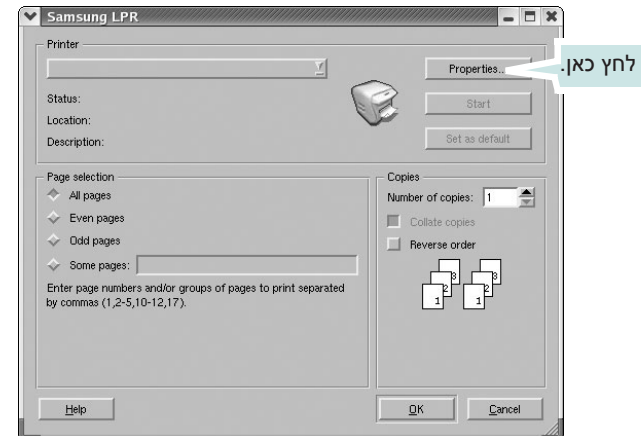 Samsung LPR
Printer
Properties..
לחץ כאן.
Status:
Start
Location:
Description:
Set as default
Page selection
Copies
All pages
Number of copies: 1
Even pages
Collate copies
Odd pages
Reverse order
Some pages:
Enter page numbers and/or groups of pages to print separated
by commas (1,2-5,10-12,17).
3 3
2 2
1 1
Help
OK
Cancel